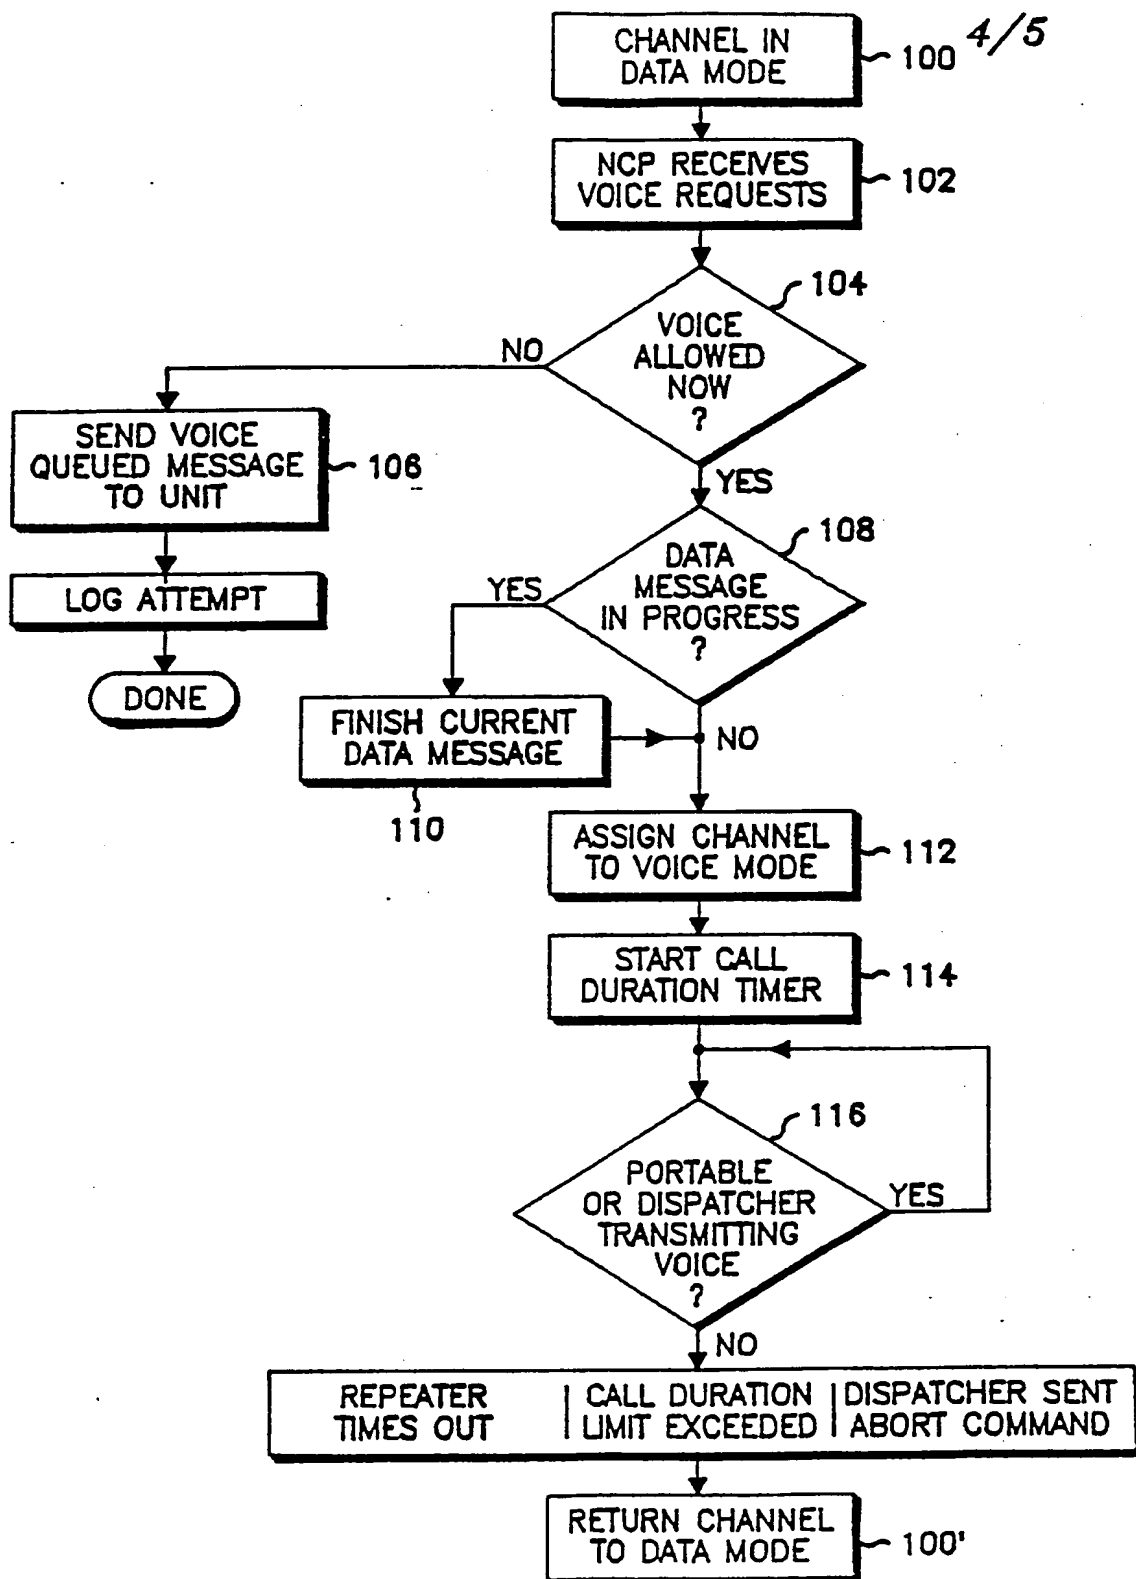 4/5
CHANNEL IN
DATA MODE
100
NCP RECEIVES
VOICE REQUESTS
102
104
VOICE
ALLOWED
NOW
?
NO
YES
SEND VOICE
QUEUED MESSAGE
TO UNIT
106
LOG ATTEMPT
DONE
108
DATA
MESSAGE
IN PROGRESS
?
YES
NO
FINISH CURRENT
DATA MESSAGE
110
ASSIGN CHANNEL
TO VOICE MODE
112
START CALL
DURATION TIMER
114
116
PORTABLE
OR DISPATCHER
TRANSMITTING
VOICE
?
YES
NO
REPEATER
TIMES OUT
CALL DURATION
LIMIT EXCEEDED
DISPATCHER SENT
ABORT COMMAND
RETURN CHANNEL
TO DATA MODE
100'